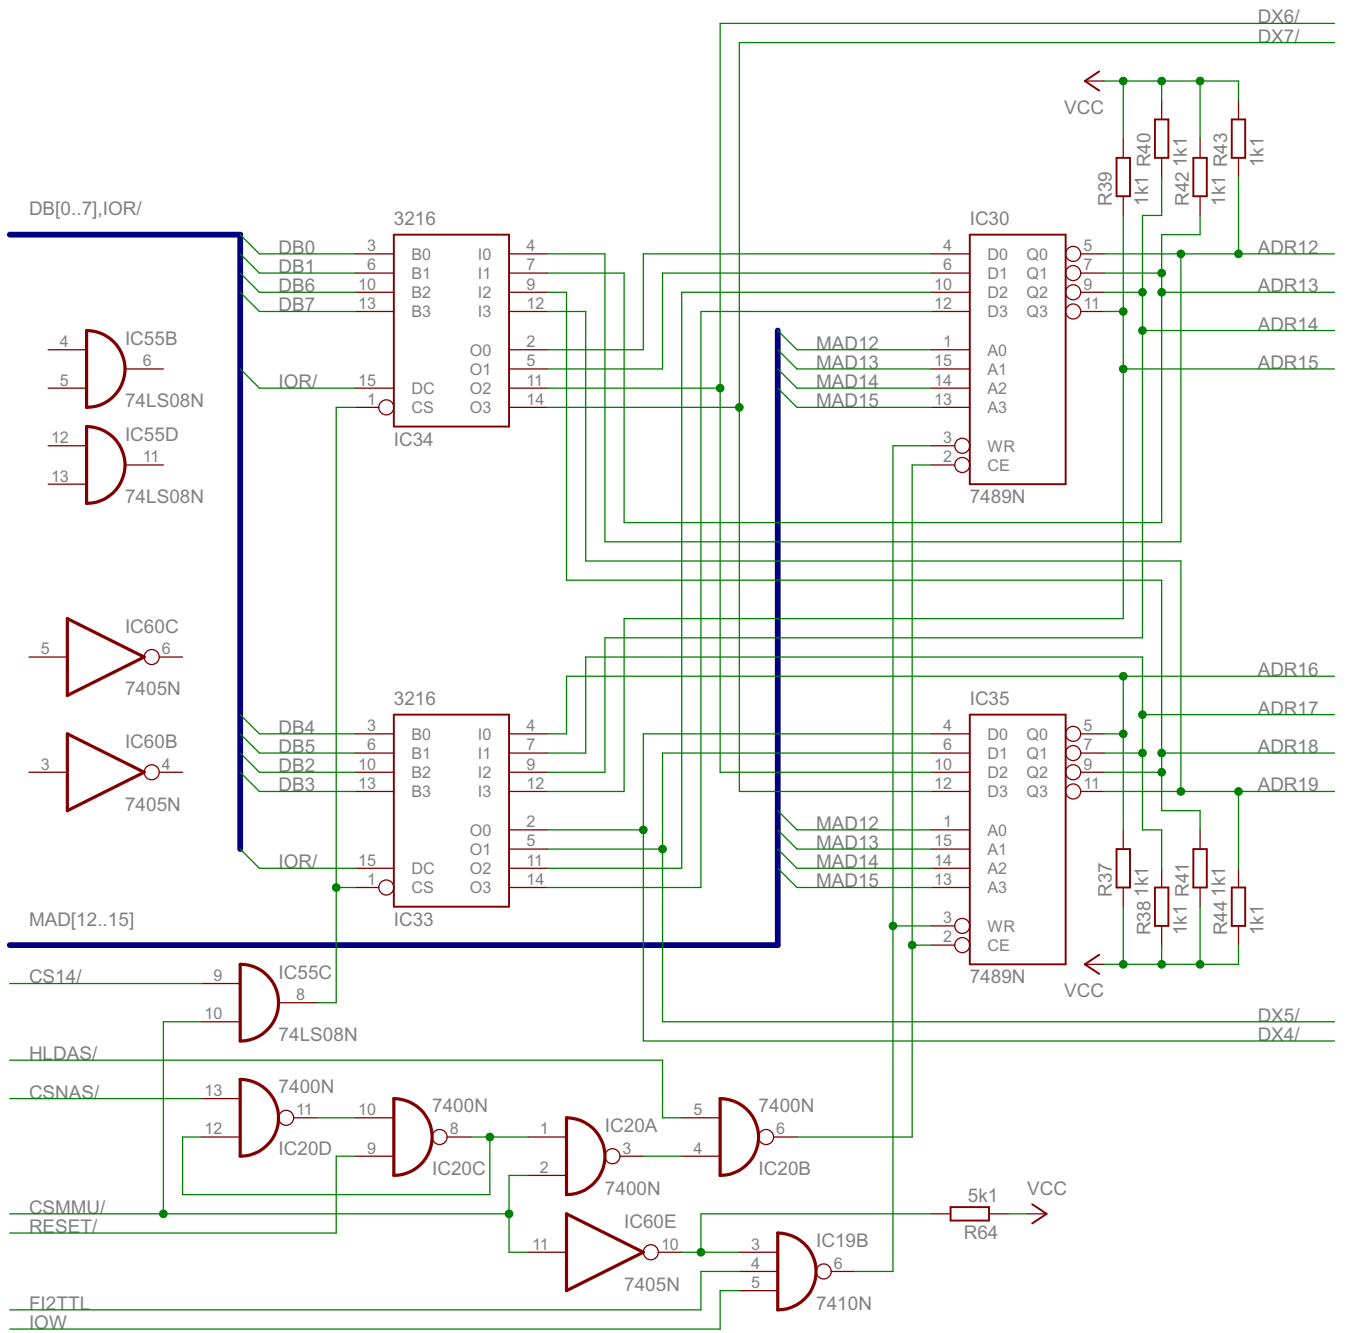 DX6/
DX7/
VCC
R39 1k1 R40 1k1 R42 1k1 R43 1k1
DB[0..7],IOR/
3216
IC30
DB0 3 B0 I0 4
DB1 6 B1 I1 7
DB6 10 B2 I2 9
DB7 13 B3 I3 12
O0 2
O1 5
IOR/ 15 DC O2 11
1 CS O3 14
IC34
4 D0 Q0 5 ADR12
6 D1 Q1 7
10 D2 Q2 9 ADR13
12 D3 Q3 11
ADR14
MAD12 1 A0
MAD13 15 A1 ADR15
MAD14 14 A2
MAD15 13 A3
3 WR
2 CE
7489N
4 IC55B
5 6
74LS08N
12 IC55D
13 11
74LS08N
IC60C
5 6
7405N
IC60B
3 4
7405N
3216
IC35
ADR16
ADR17
DB4 3 B0 I0 4
DB5 6 B1 I1 7
DB2 10 B2 I2 9
DB3 13 B3 I3 12
O0 2
O1 5
IOR/ 15 DC O2 11
1 CS O3 14
IC33
4 D0 Q0 5
6 D1 Q1 7 ADR18
10 D2 Q2 9
12 D3 Q3 11 ADR19
MAD12 1 A0
MAD13 15 A1
MAD14 14 A2
MAD15 13 A3
3 WR
2 CE
7489N
R37 1k1 R38 1k1 R41 1k1 R44 1k1
VCC
MAD[12..15]
CS14/ 9 IC55C
8
10
74LS08N
DX5/
DX4/
HLDAS/
CSNAS/ 13 7400N
11
12
IC20D
10 7400N
8
9
IC20C
1 IC20A
3
2
7400N
5 7400N
6
4
IC20B
CSMMU/
RESET/
IC60E
11 10
7405N
5k1 VCC
R64
3 IC19B
4 6
5
7410N
FI2TTL
IOW